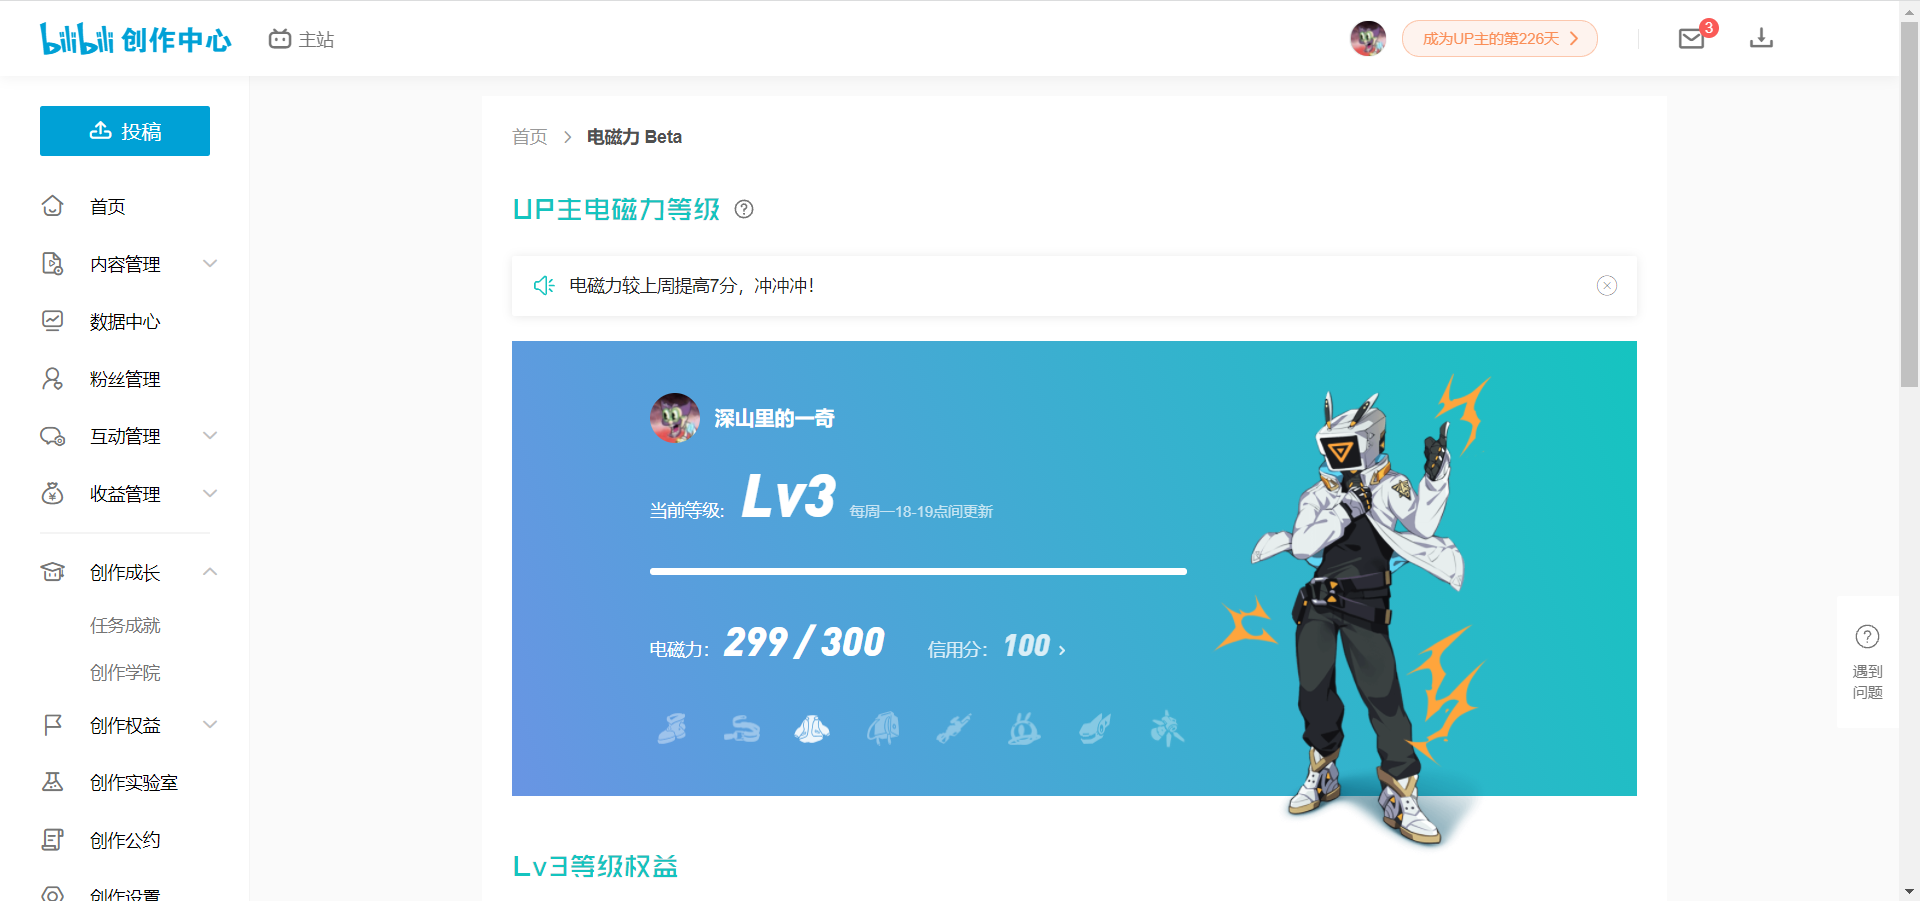 bilibili 创作中心
主站
成为UP主的第226天
3
投稿
首页
内容管理
数据中心
粉丝管理
互动管理
收益管理
创作成长
任务成就
创作学院
创作权益
创作实验室
创作公约
创作设置
首页 > 电磁力 Beta
UP主电磁力等级
电磁力较上周提高7分，冲冲冲！
深山里的一奇
当前等级: Lv3 每周一18-19点间更新
电磁力: 299 / 300 信用分: 100 ›
Lv3等级权益
遇到
问题